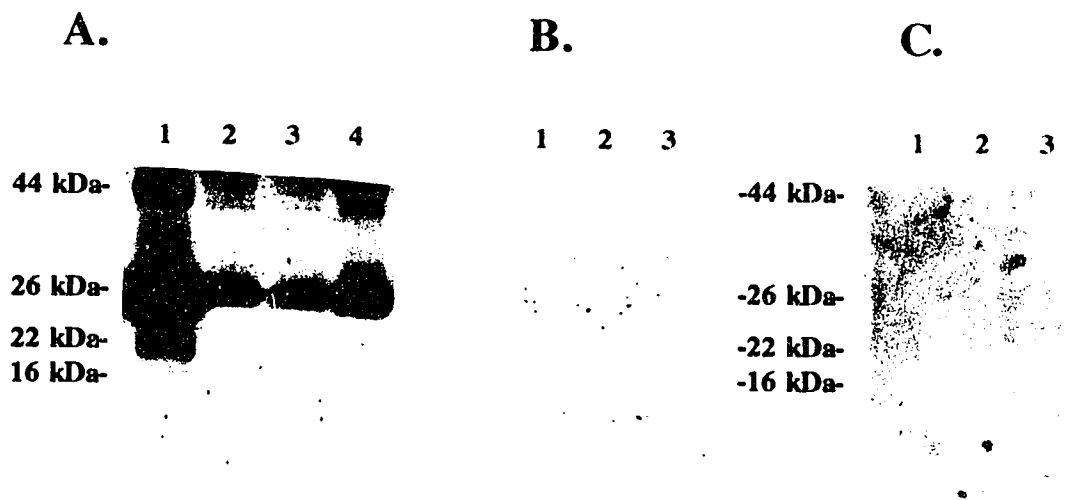 A. B. C.
1 2 3 4
1 2 3
1 2 3
44 kDa-
26 kDa-
22 kDa-
16 kDa-
-44 kDa-
-26 kDa-
-22 kDa-
-16 kDa-